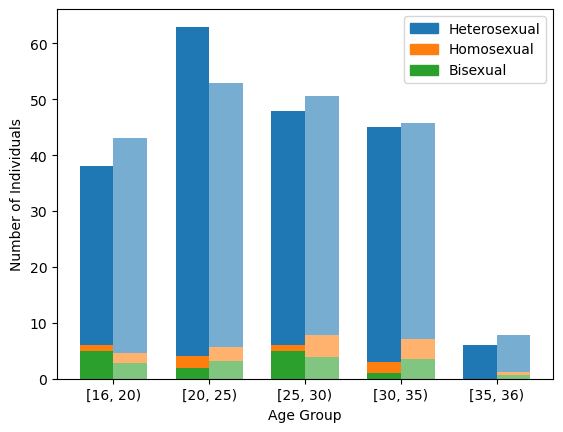 Heterosexual
Homosexual
Bisexual
60
50
40
30
20
10
0
Number of Individuals
[16, 20)
[20, 25)
[25, 30)
[30, 35)
[35, 36)
Age Group